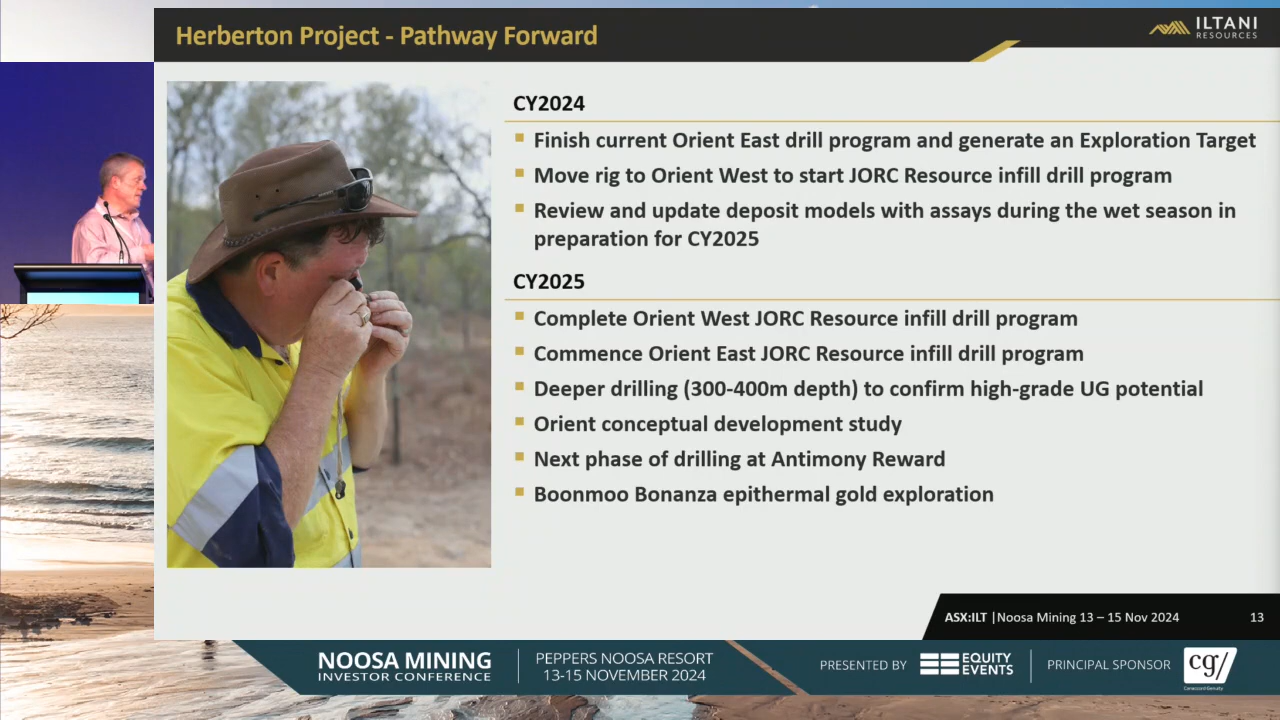 Herberton Project - Pathway Forward
ILTANI
RESOURCES
CY2024
Finish current Orient East drill program and generate an Exploration Target
Move rig to Orient West to start JORC Resource infill drill program
Review and update deposit models with assays during the wet season in
preparation for CY2025
CY2025
Complete Orient West JORC Resource infill drill program
Commence Orient East JORC Resource infill drill program
Deeper drilling (300-400m depth) to confirm high-grade UG potential
Orient conceptual development study
Next phase of drilling at Antimony Reward
Boonmoo Bonanza epithermal gold exploration
ASX:ILT | Noosa Mining 13 – 15 Nov 2024 13
NOOSA MINING
INVESTOR CONFERENCE
PEPPERS NOOSA RESORT
13-15 NOVEMBER 2024
PRESENTED BY
EQUITY
EVENTS
PRINCIPAL SPONSOR
cg/
Canaccord Genuity